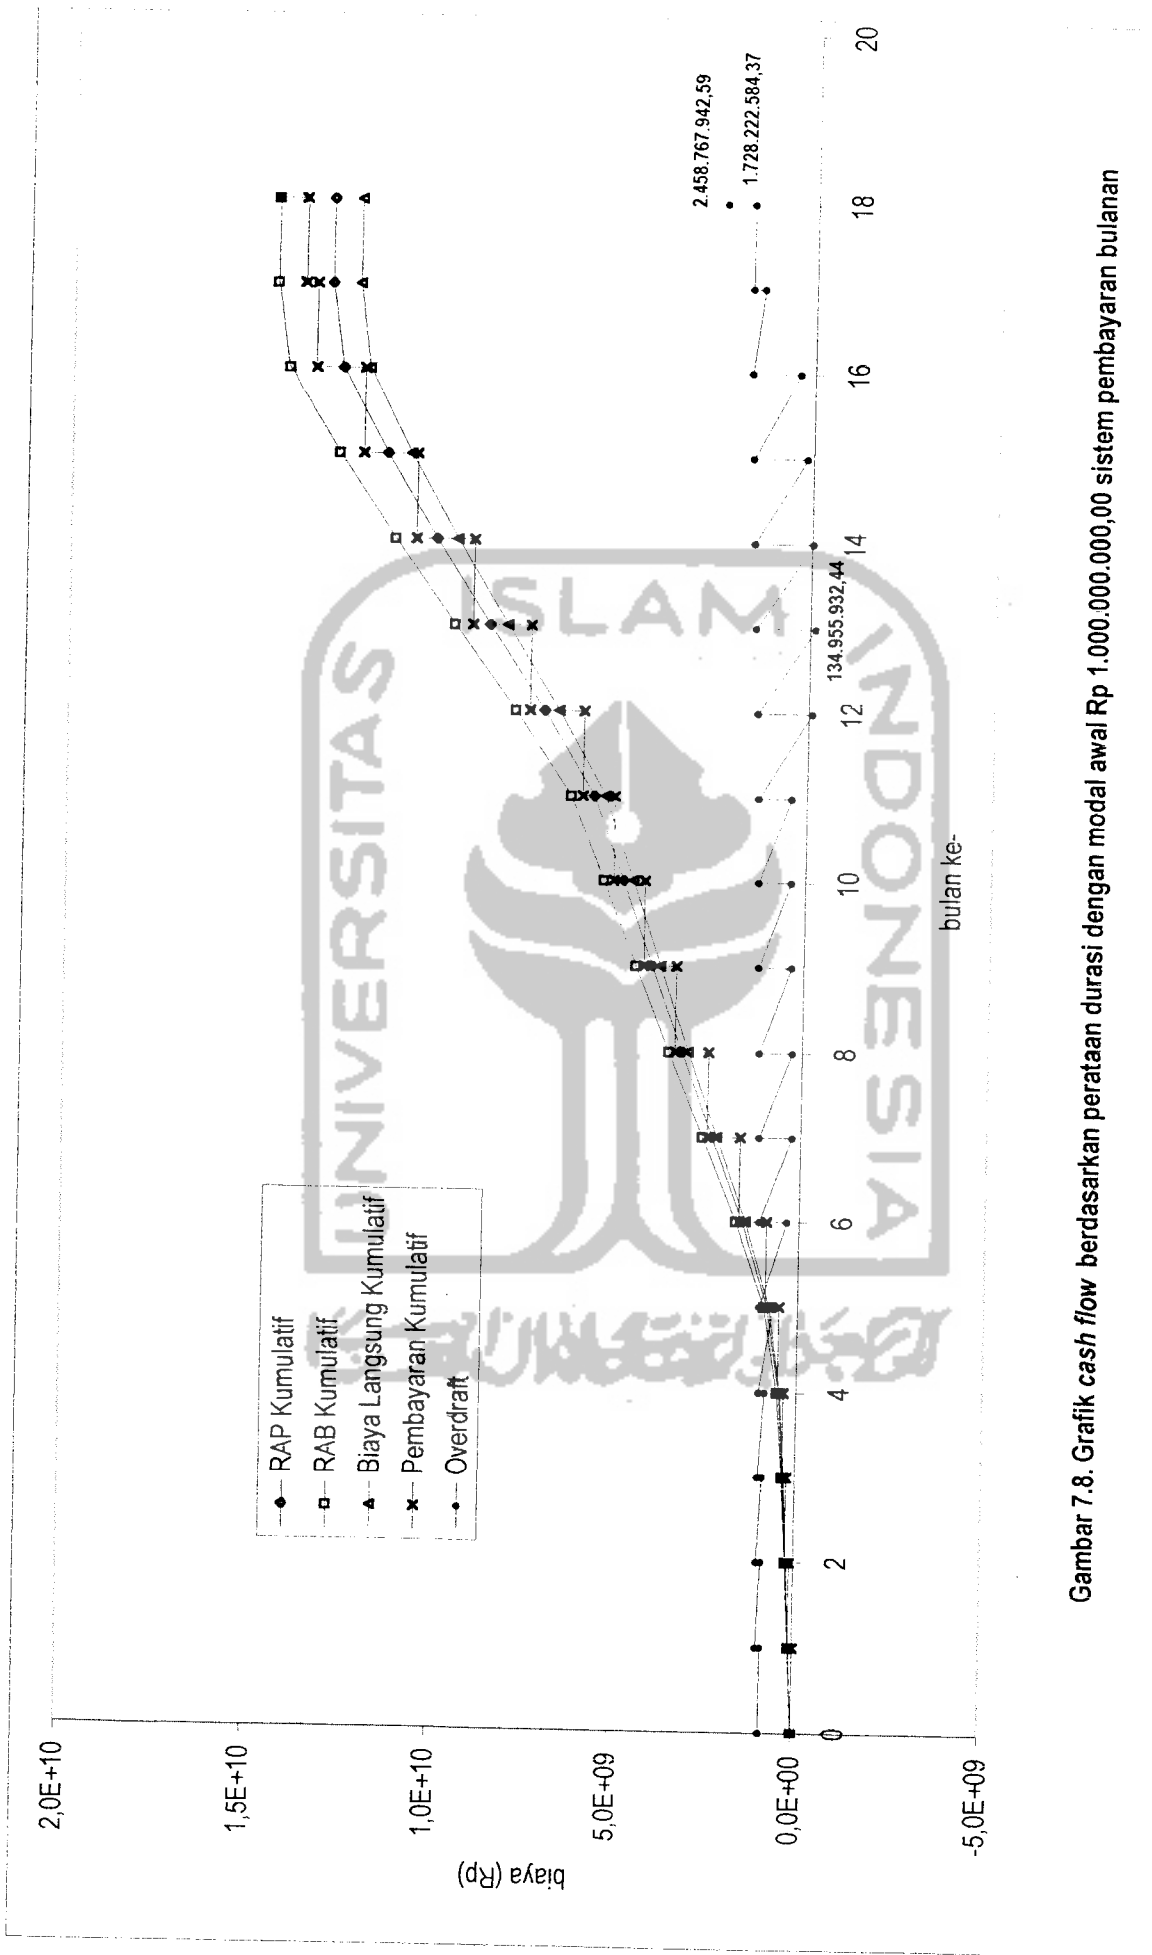 2,0E+10
1,5E+10
1,0E+10
5,0E+09
0,0E+00
-5,0E+09
biaya (Rp)
RAP Kumulatif
RAB Kumulatif
Biaya Langsung Kumulatif
Pembayaran Kumulatif
Overdraft
0
2
4
6
8
10
12
14
16
18
20
bulan ke-
134.955.932,44
2.458.767.942,59
1.728.222.584,37
UNIVERSITAS
ISLAM
INDONESIA
Gambar 7.8. Grafik cash flow berdasarkan perataan durasi dengan modal awal Rp 1.000.000.000,00 sistem pembayaran bulanan